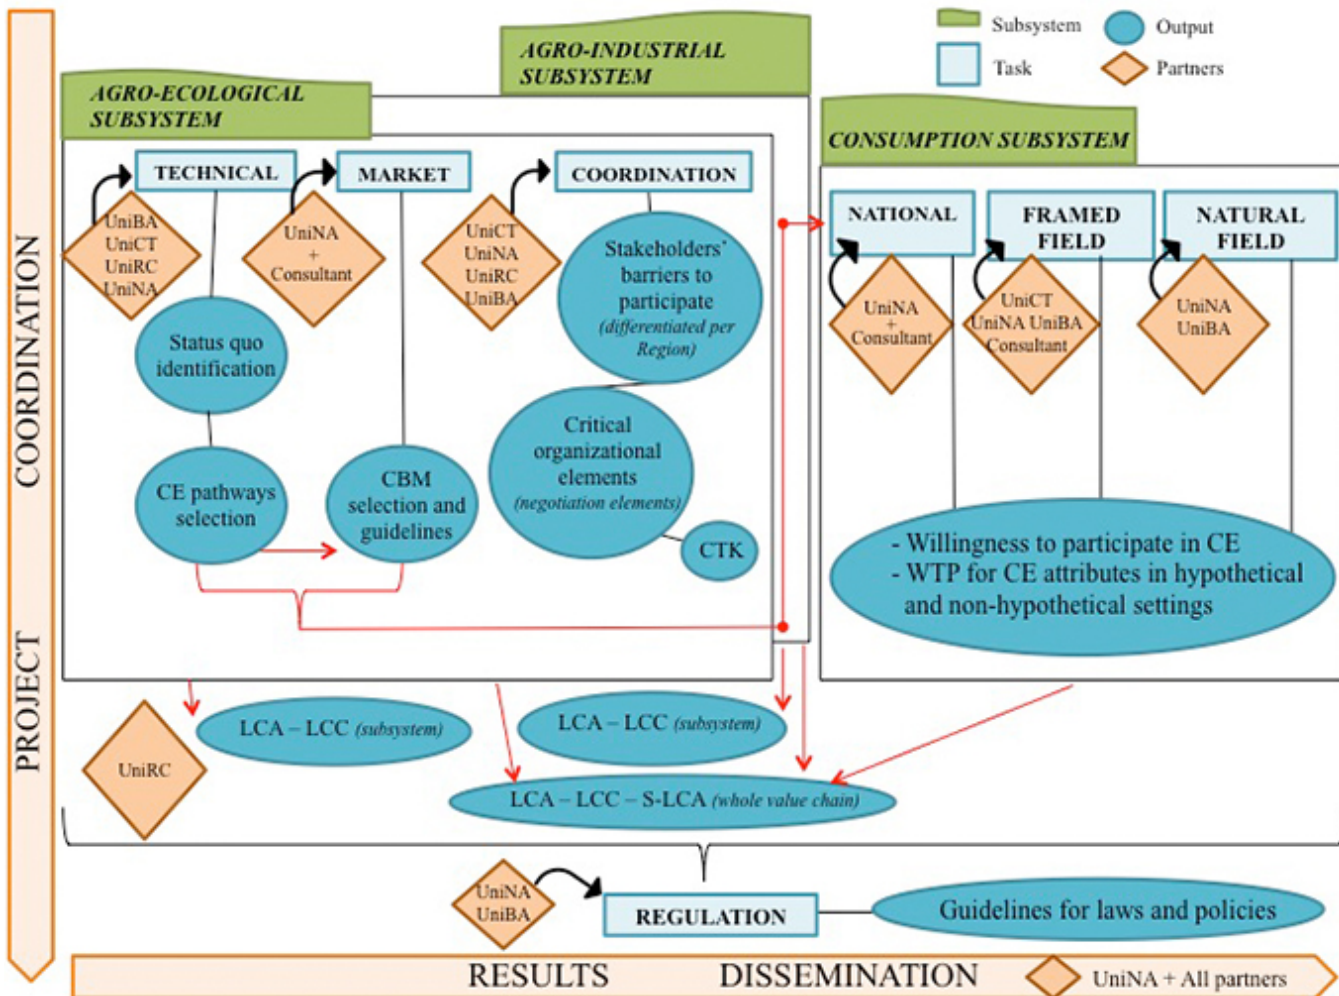 Subsystem
Output
Task
Partners
AGRO-INDUSTRIAL
SUBSYSTEM
AGRO-ECOLOGICAL
SUBSYSTEM
CONSUMPTION SUBSYSTEM
TECHNICAL
MARKET
COORDINATION
UniBA
UniCT
UniRC
UniNA
UniNA
+
Consultant
UniCT
UniNA
UniRC
UniBA
Stakeholders'
barriers to
participate
(differentiated per
Region)
Status quo
identification
Critical
organizational
elements
(negotiation elements)
CE pathways
selection
CBM
selection and
guidelines
CTK
NATIONAL
FRAMED
FIELD
NATURAL
FIELD
UniNA
+
Consultant
UniCT
UniNA UniBA
Consultant
UniNA
UniBA
- Willingness to participate in CE
- WTP for CE attributes in hypothetical
and non-hypothetical settings
LCA – LCC (subsystem)
LCA – LCC (subsystem)
UniRC
LCA – LCC – S-LCA (whole value chain)
UniNA
UniBA
REGULATION
Guidelines for laws and policies
PROJECT COORDINATION
RESULTS DISSEMINATION
UniNA + All partners